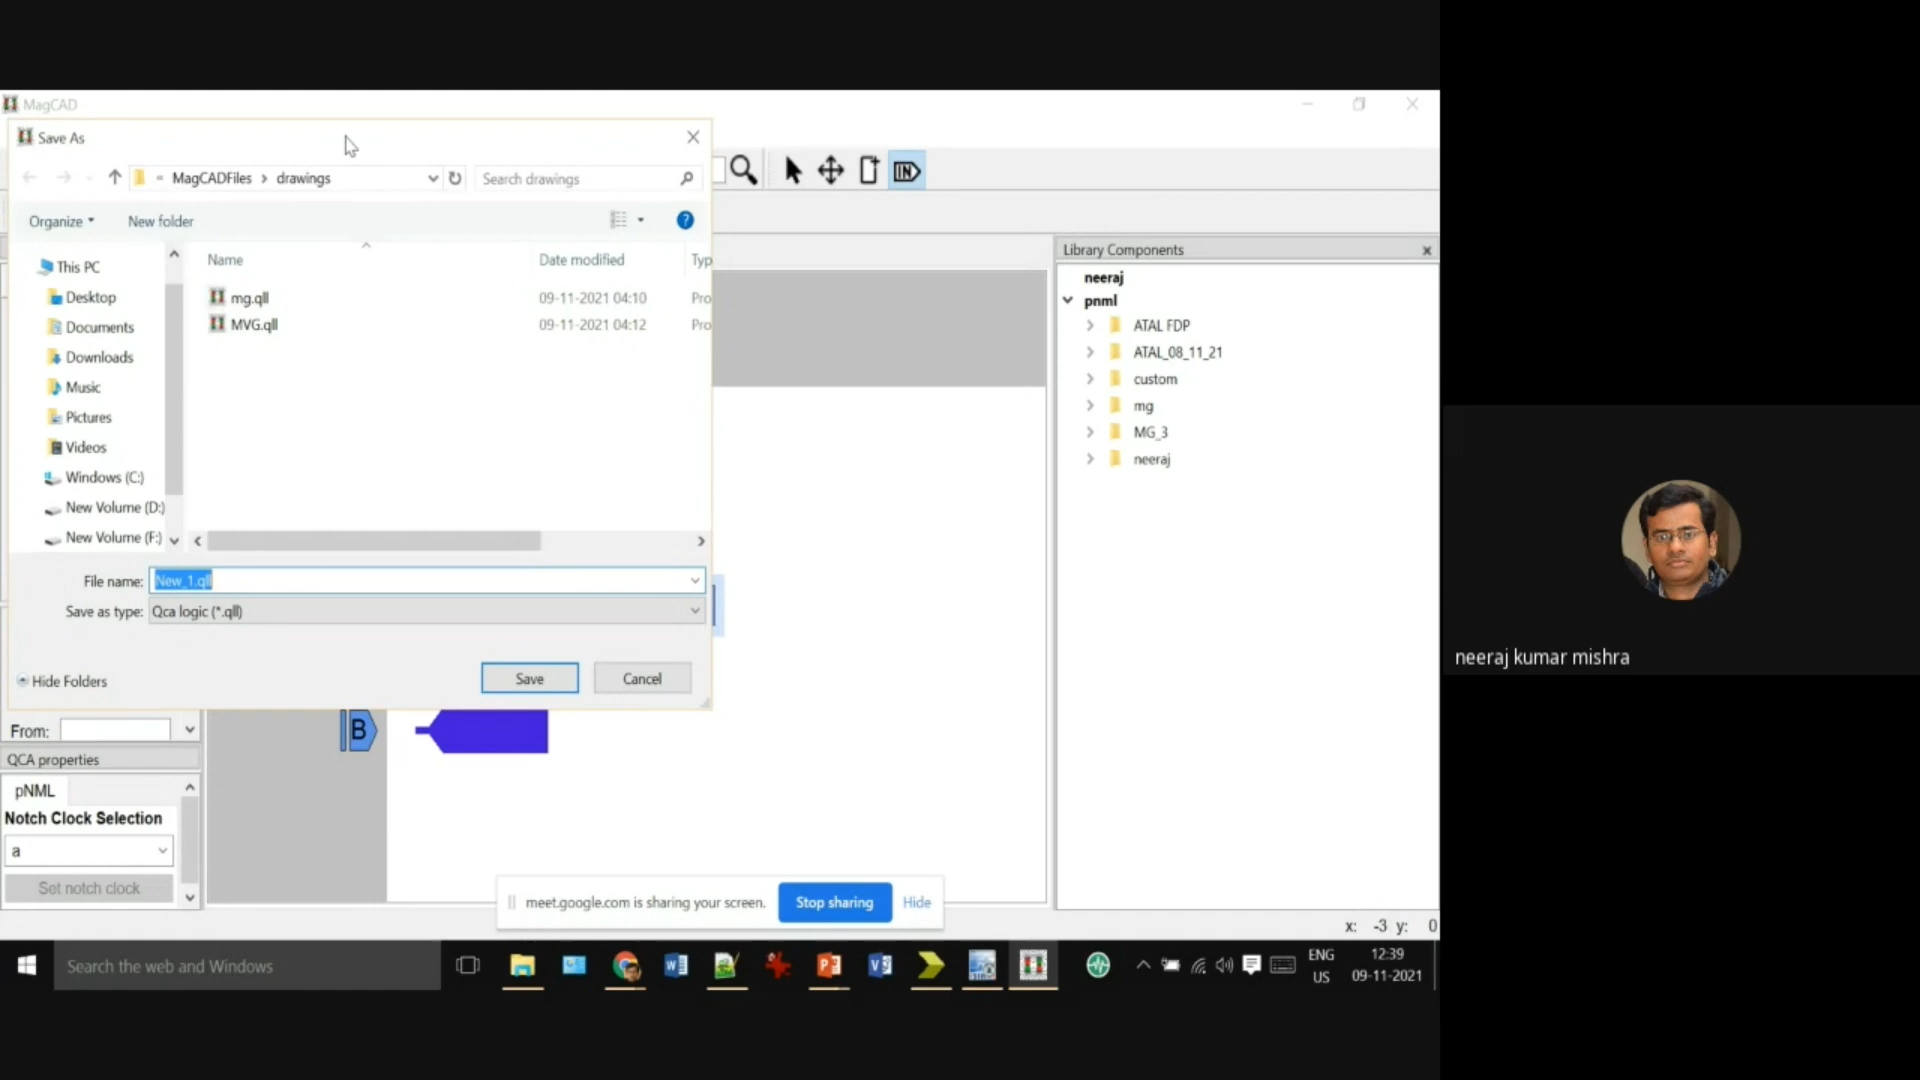 MagCAD
Save As
« MagCADFiles > drawings
Search drawings
IN
Organize
New folder
?
Name
Date modified
Typ
This PC
Desktop
Documents
Downloads
Music
Pictures
Videos
Windows (C:)
New Volume (D:)
New Volume (F:)
mg.qll
09-11-2021 04:10
Pro
MVG.qll
09-11-2021 04:12
Pro
File name:
New_1.qll
Save as type:
Qca logic (*.qll)
Hide Folders
Save
Cancel
Library Components
neeraj
pnml
ATAL FDP
ATAL_08_11_21
custom
mg
MG_3
neeraj
From:
B
QCA properties
pNML
Notch Clock Selection
a
Set notch clock
meet.google.com is sharing your screen.
Stop sharing
Hide
x: -3 y: 0
Search the web and Windows
ENG
US
12:39
09-11-2021
neeraj kumar mishra